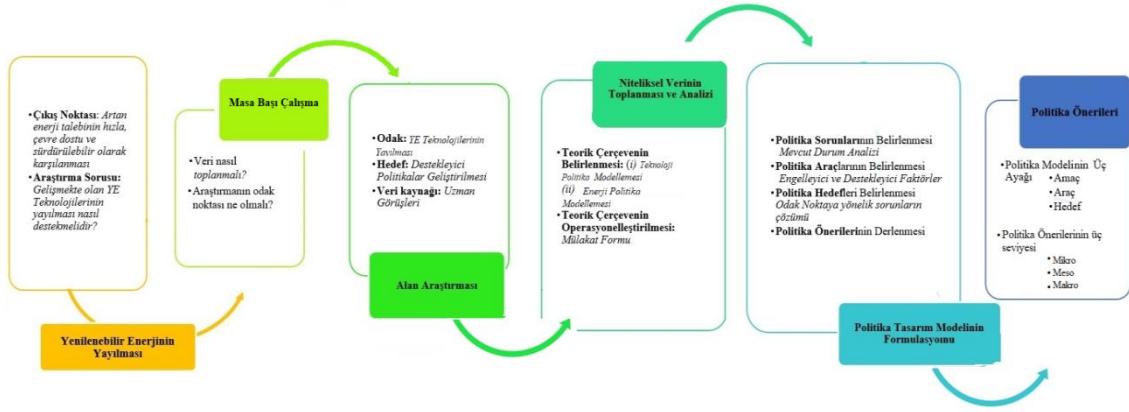 •Çıkış Noktası: Artan
enerji talebinin hızla,
çevre dostu ve
sürdürülebilir olarak
karşılanması
•Araştırma Sorusu:
Gelişmekte olan YE
Teknolojilerinin
yayılması nasıl
destekmelidir?
Yenilenebilir Enerjinin
Yayılması
Masa Başı Çalışma
•Veri nasıl
toplanmalı?
•Araştırmanın odak
noktası ne olmalı?
•Odak: YE Teknolojilerinin
Yayılması
•Hedef: Destekleyici
Politikalar Geliştirilmesi
•Veri kaynağı: Uzman
Görüşleri
Alan Araştırması
Niteliksel Verinin
Toplanması ve Analizi
•Teorik Çerçevenin
Belirlenmesi: (i) Teknoloji
Politika Modellemesi
(ii) Enerji Politika
Modellemesi
•Teorik Çerçevenin
Operasyonelleştirilmesi:
Mülakat Formu
•Politika Sorunlarının Belirlenmesi
Mevcut Durum Analizi
•Politika Araçlarının Belirlenmesi
Engelleyici ve Destekleyici Faktörler
•Politika Hedefleri Belirlenmesi
Odak Noktaya yönelik sorunların
çözümü
•Politika Önerilerinin Derlenmesi
Politika Tasarım Modelinin
Formulasyonu
Politika Önerileri
•Politika Modelinin Üç
Ayağı
•Amaç
•Araç
•Hedef
•Politika Önerilerinin üç
seviyesi
•Mikro
•Meso
•Makro